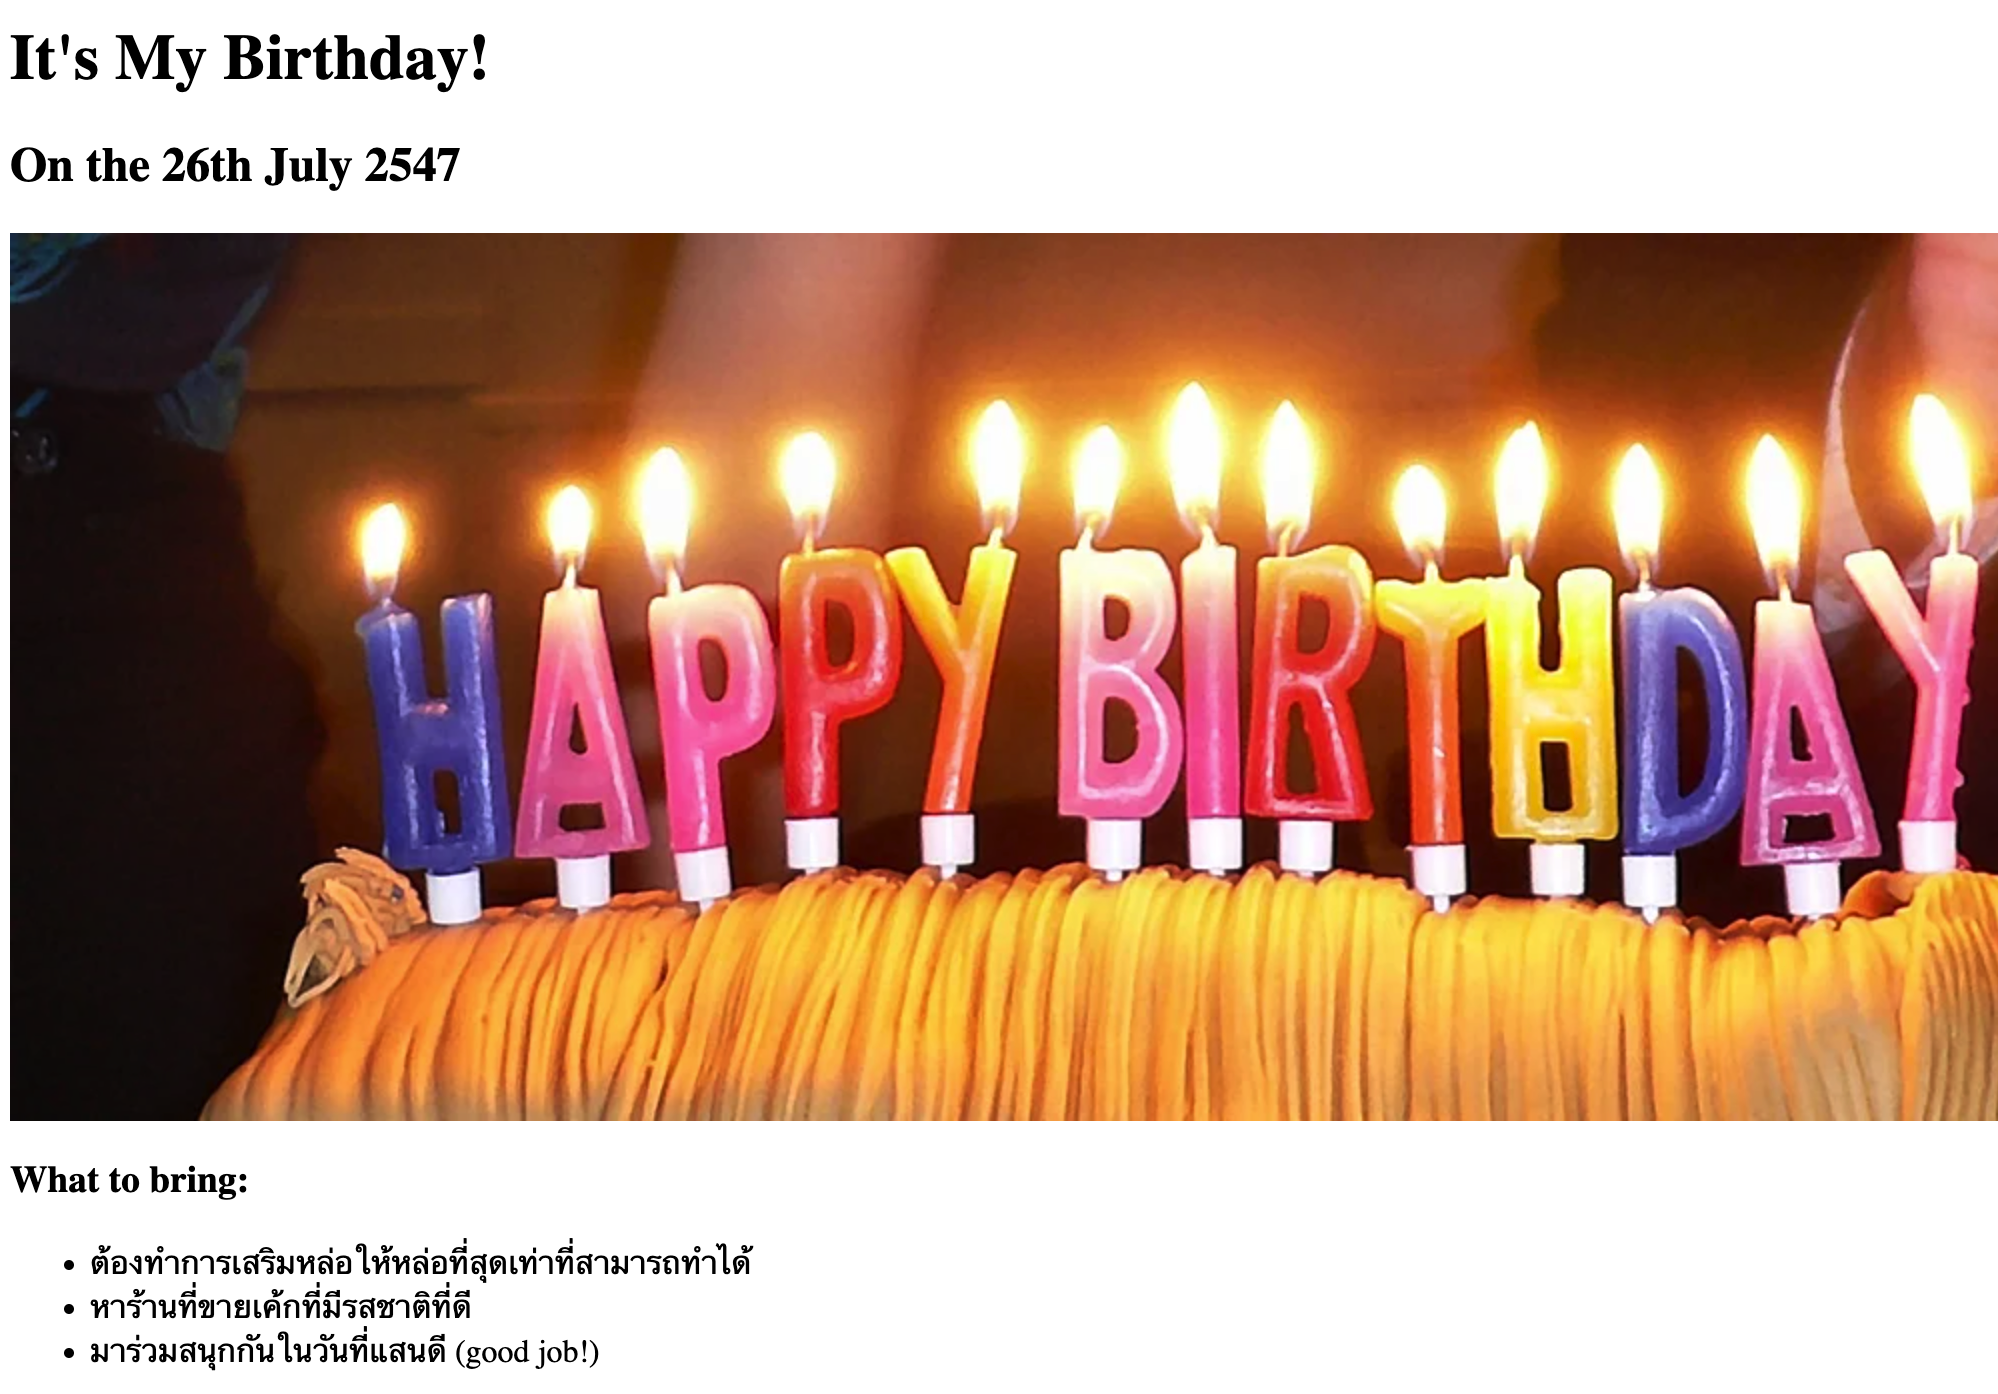 It's My Birthday!
On the 26th July 2547
HAPPY BIRTHDAY
What to bring:
ต้องทำการเสริมหล่อให้หล่อที่สุดเท่าที่สามารถทำได้
หาร้านที่ขายเค้กที่มีรสชาติที่ดี
มาร่วมสนุกกันในวันที่แสนดี (good job!)